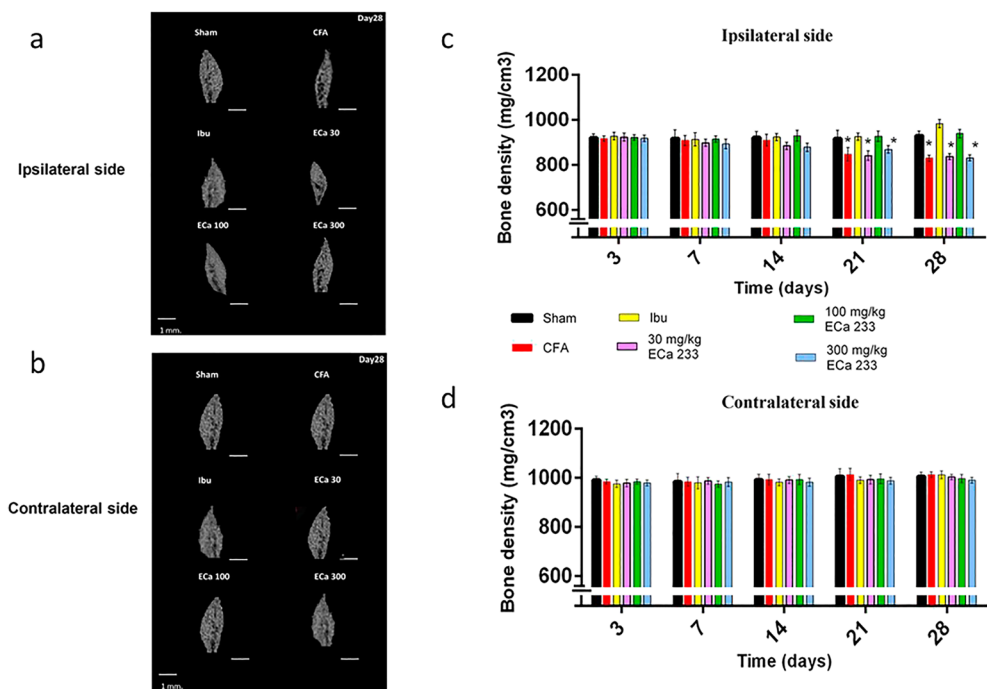 a
Day28
Sham CFA
Ibu ECa 30
Ipsilateral side
ECa 100 ECa 300
1 mm.
b
Day28
Sham CFA
Ibu ECa 30
Contralateral side
ECa 100 ECa 300
1 mm.
c
Ipsilateral side
Bone density (mg/cm3)
1200
1000
800
600
* * *
* * *
3 7 14 21 28
Time (days)
Sham
CFA
Ibu
30 mg/kg
ECa 233
100 mg/kg
ECa 233
300 mg/kg
ECa 233
d
Contralateral side
Bone density (mg/cm3)
1200
1000
800
600
3 7 14 21 28
Time (days)